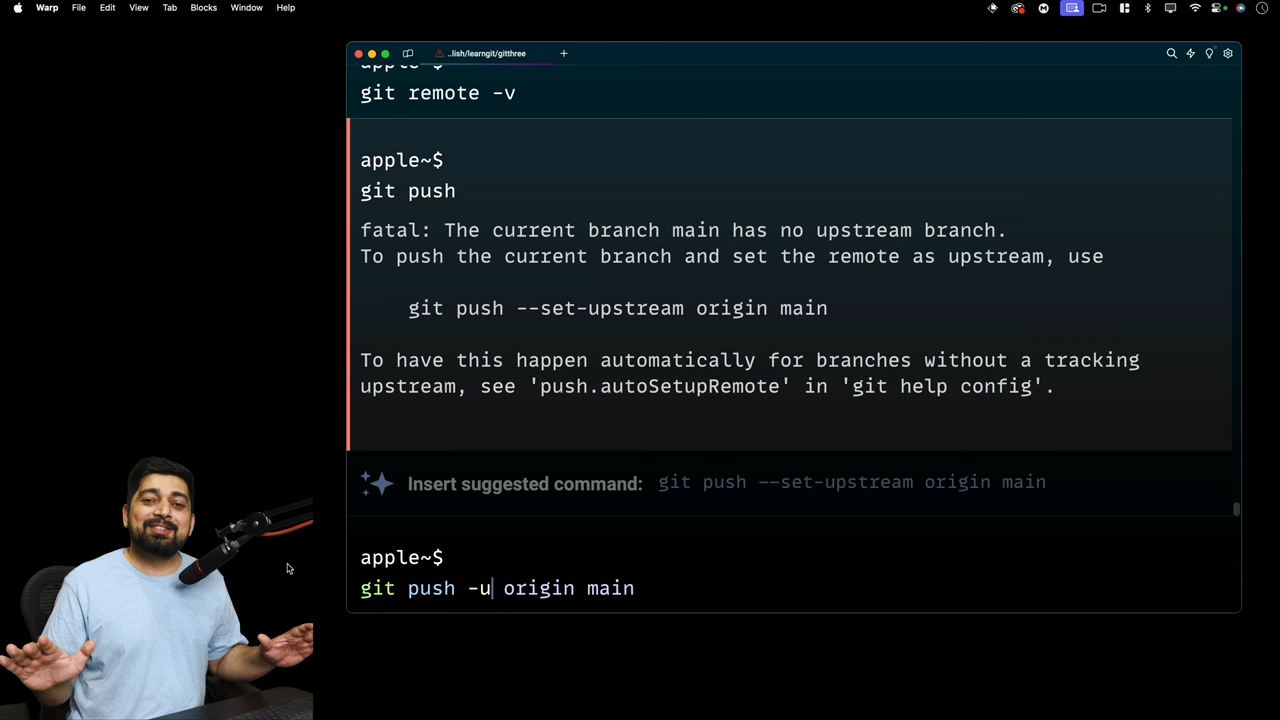 Warp File Edit View Tab Blocks Window Help
..lish/learngit/gitthree
apple~$
git remote -v
apple~$
git push
fatal: The current branch main has no upstream branch.
To push the current branch and set the remote as upstream, use
git push --set-upstream origin main
To have this happen automatically for branches without a tracking
upstream, see 'push.autoSetupRemote' in 'git help config'.
Insert suggested command: git push --set-upstream origin main
apple~$
git push -u origin main